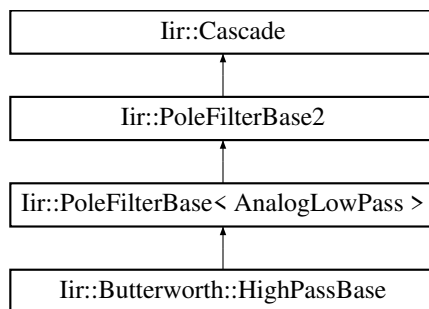 Iir::Cascade
Iir::PoleFilterBase2
Iir::PoleFilterBase< AnalogLowPass >
Iir::Butterworth::HighPassBase